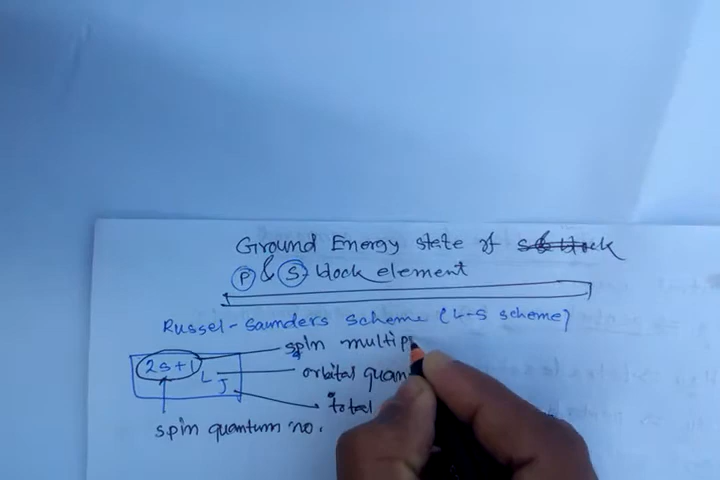 Ground Energy state of
P & S-block element
Russel-Saunders scheme (L-S scheme)
spin multip
2s+1 L J
orbital quan
total
spin quantum no.